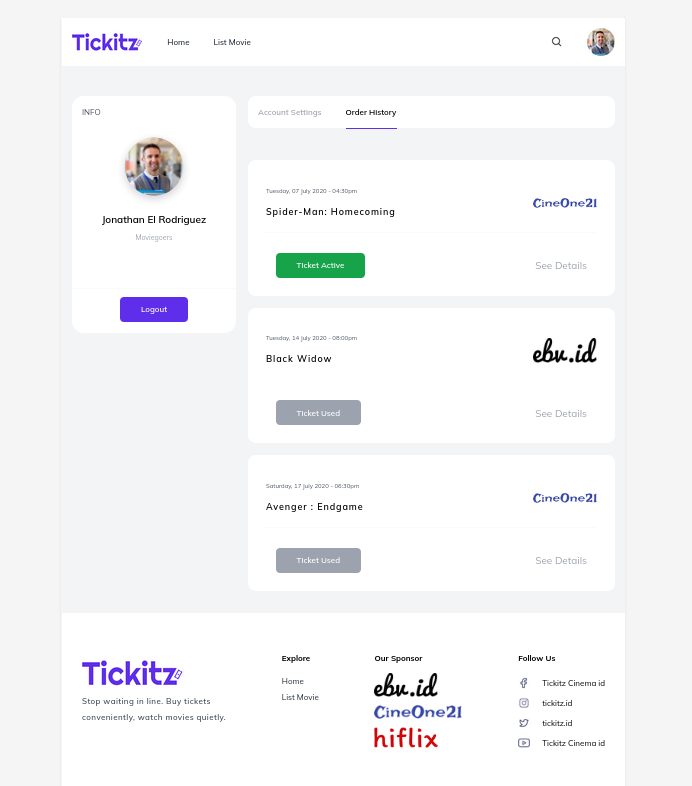 Tickitz
Home
List Movie
INFO
Jonathan El Rodriguez
Moviegoers
Logout
Account Settings
Order History
Tuesday, 07 July 2020 - 04:30pm
Spider-Man: Homecoming
CineOne21
Ticket Active
See Details
Tuesday, 14 July 2020 - 08:00pm
Black Widow
ebv.id
Ticket Used
See Details
Saturday, 17 July 2020 - 06:30pm
Avenger : Endgame
CineOne21
Ticket Used
See Details
Tickitz
Stop waiting in line. Buy tickets
conveniently, watch movies quietly.
Explore
Home
List Movie
Our Sponsor
ebv.id
CineOne21
hiflix
Follow Us
Tickitz Cinema id
tickitz.id
tickitz.id
Tickitz Cinema id